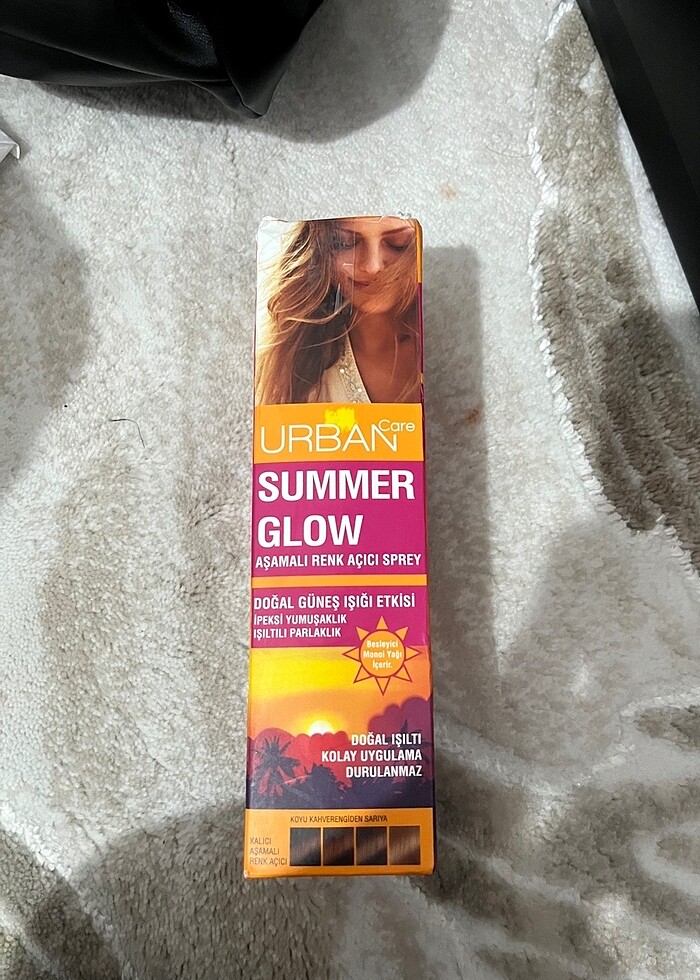 URBAN Care
SUMMER
GLOW
AŞAMALI RENK AÇICI SPREY
DOĞAL GÜNEŞ IŞIĞI ETKİSİ
İPEKSİ YUMUŞAKLIK
IŞILTILI PARLAKLIK
Besleyici
Monoi Yağı
İçerir.
DOĞAL IŞILTI
KOLAY UYGULAMA
DURULANMAZ
KOYU KAHVERENGİDEN SARIYA
KALICI
AŞAMALI
RENK AÇICI